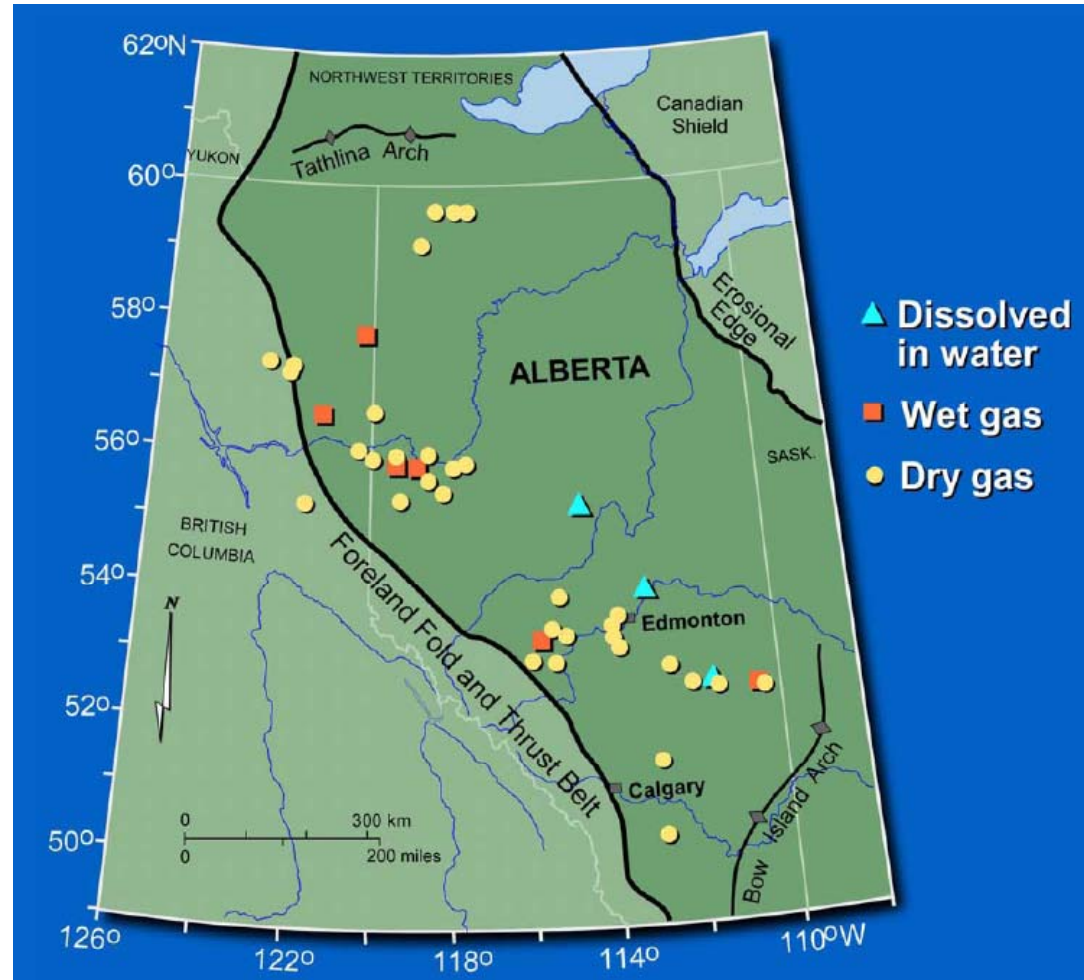 62ºN
NORTHWEST TERRITORIES
Canadian
Shield
YUKON
Tathlina Arch
60º
58º
Erosional
Edge
Dissolved
in water
ALBERTA
Wet gas
56º
SASK.
Dry gas
BRITISH
COLUMBIA
54º
Foreland Fold and Thrust Belt
N
Edmonton
52º
Calgary
Bow Island Arch
0 300 km
0 200 miles
50º
126º
122º
118º
114º
110ºW